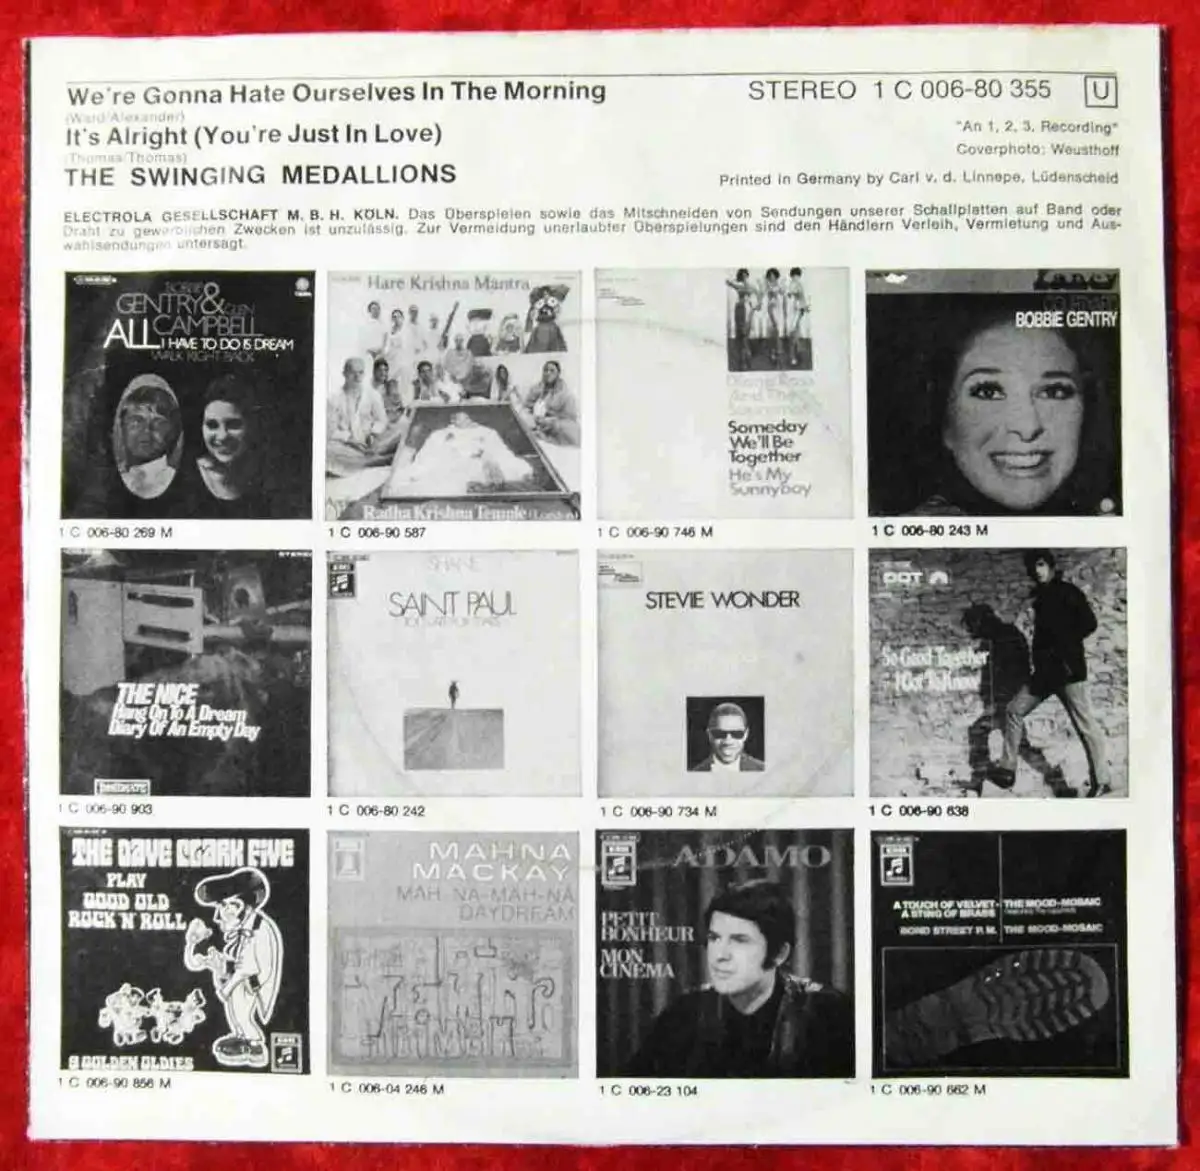 We're Gonna Hate Ourselves In The Morning
(Ward/Alexander)
It's Alright (You're Just In Love)
(Thomas/Thomas)
THE SWINGING MEDALLIONS
STEREO 1 C 006-80 355 U
"An 1, 2, 3, Recording"
Coverphoto: Weusthoff
Printed in Germany by Carl v. d. Linnepe, Lüdenscheid
ELECTROLA GESELLSCHAFT M. B. H. KÖLN. Das Überspielen sowie das Mitschneiden von Sendungen unserer Schallplatten auf Band oder
Draht zu gewerblichen Zwecken ist unzulässig. Zur Vermeidung unerlaubter Überspielungen sind den Händlern Verleih, Vermietung und Aus-
wahlsendungen untersagt.
BOBBIE
GENTRY & GLEN
CAMPBELL
ALL I HAVE TO DO IS DREAM
WALK RIGHT BACK
1 C 006-80 269 M
Hare Krishna Mantra
Radha Krishna Temple (London)
1 C 006-90 587
Diana Ross
And The
Supremes
Someday
We'll Be
Together
He's My
Sunnyboy
1 C 006-90 746 M
BOBBIE GENTRY
1 C 006-80 243 M
STEREO
THE NICE
Hang On To A Dream
Diary Of An Empty Day
IMMEDIATE
1 C 006-90 903
SHANE
SAINT PAUL
1 C 006-80 242
STEVIE WONDER
1 C 006-90 734 M
DOT
So Good Together
I Got To Know
1 C 006-90 638
THE DAVE CLARK FIVE
PLAY
GOOD OLD
ROCK 'N' ROLL
8 GOLDEN OLDIES
1 C 006-90 856 M
MAHNA
MACKAY
MAH-NA-MAH-NA
DAYDREAM
1 C 006-04 246 M
ADAMO
PETIT
BONHEUR
MON
CINEMA
1 C 006-23 104
A TOUCH OF VELVET-
A STING OF BRASS
THE MOOD-MOSAIC
BOND STREET P.M.
THE MOOD-MOSAIC
1 C 006-90 662 M